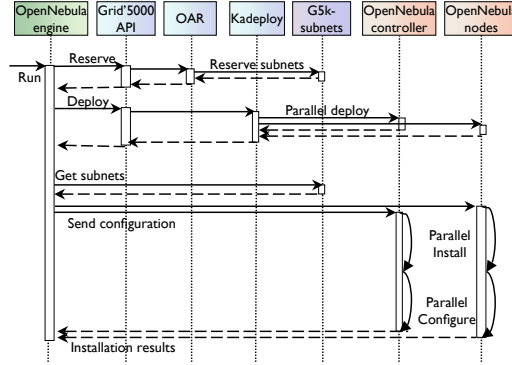 OpenNebula
engine
Grid'5000
API
OAR
Kadeploy
G5k-
subnets
OpenNebula
controller
OpenNebula
nodes
Run
Reserve
Reserve subnets
Deploy
Parallel deploy
Get subnets
Send configuration
Parallel
Install
Parallel
Configure
Installation results